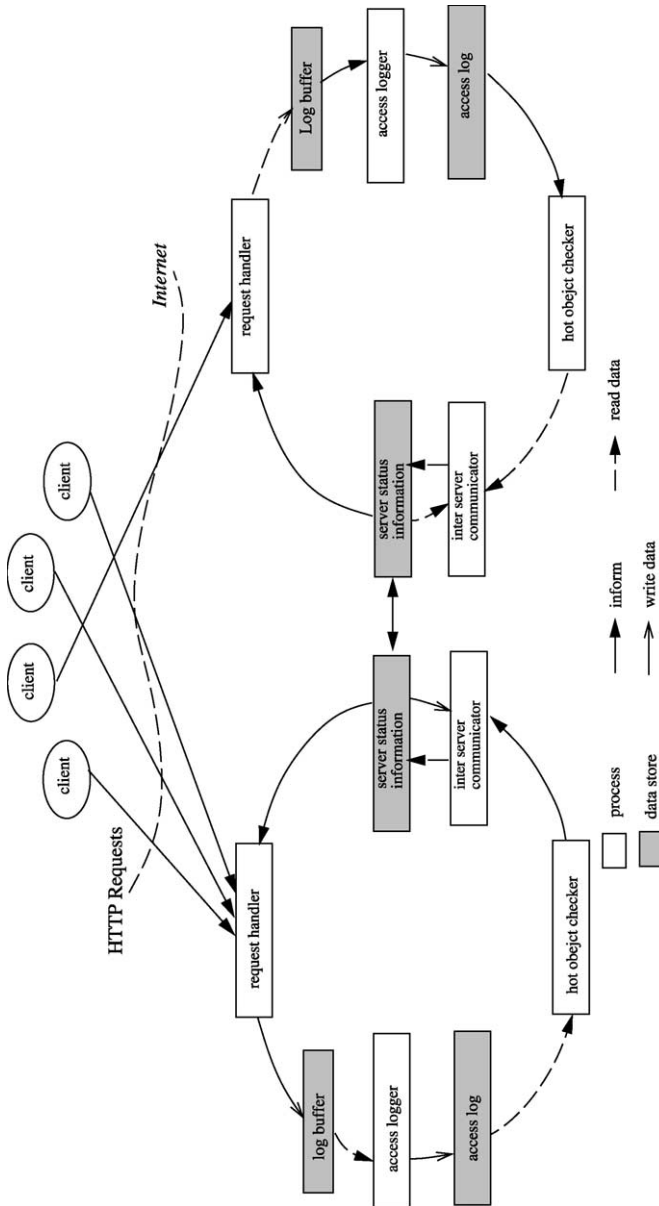 client
client
client
client
HTTP Requests
Internet
request handler
request handler
log buffer
access logger
access log
server status
information
inter server
communicator
server status
information
inter server
communicator
Log buffer
access logger
access log
hot obejct checker
hot obejct checker
process
data store
inform
write data
read data